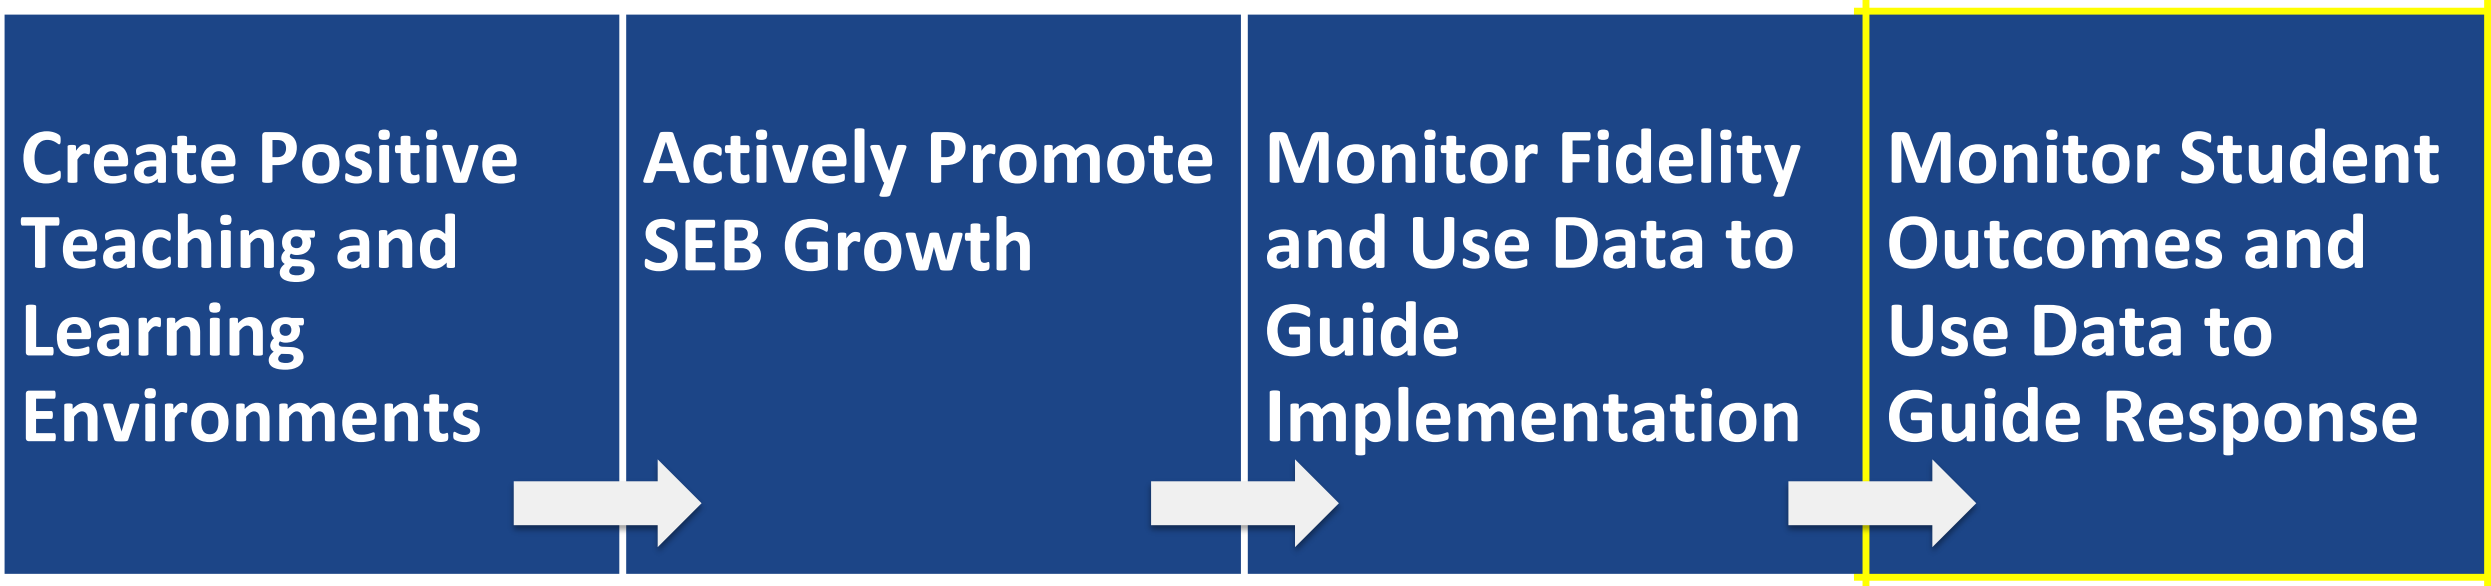 Create Positive
Teaching and
Learning
Environments
Actively Promote
SEB Growth
Monitor Fidelity
and Use Data to
Guide
Implementation
Monitor Student
Outcomes and
Use Data to
Guide Response